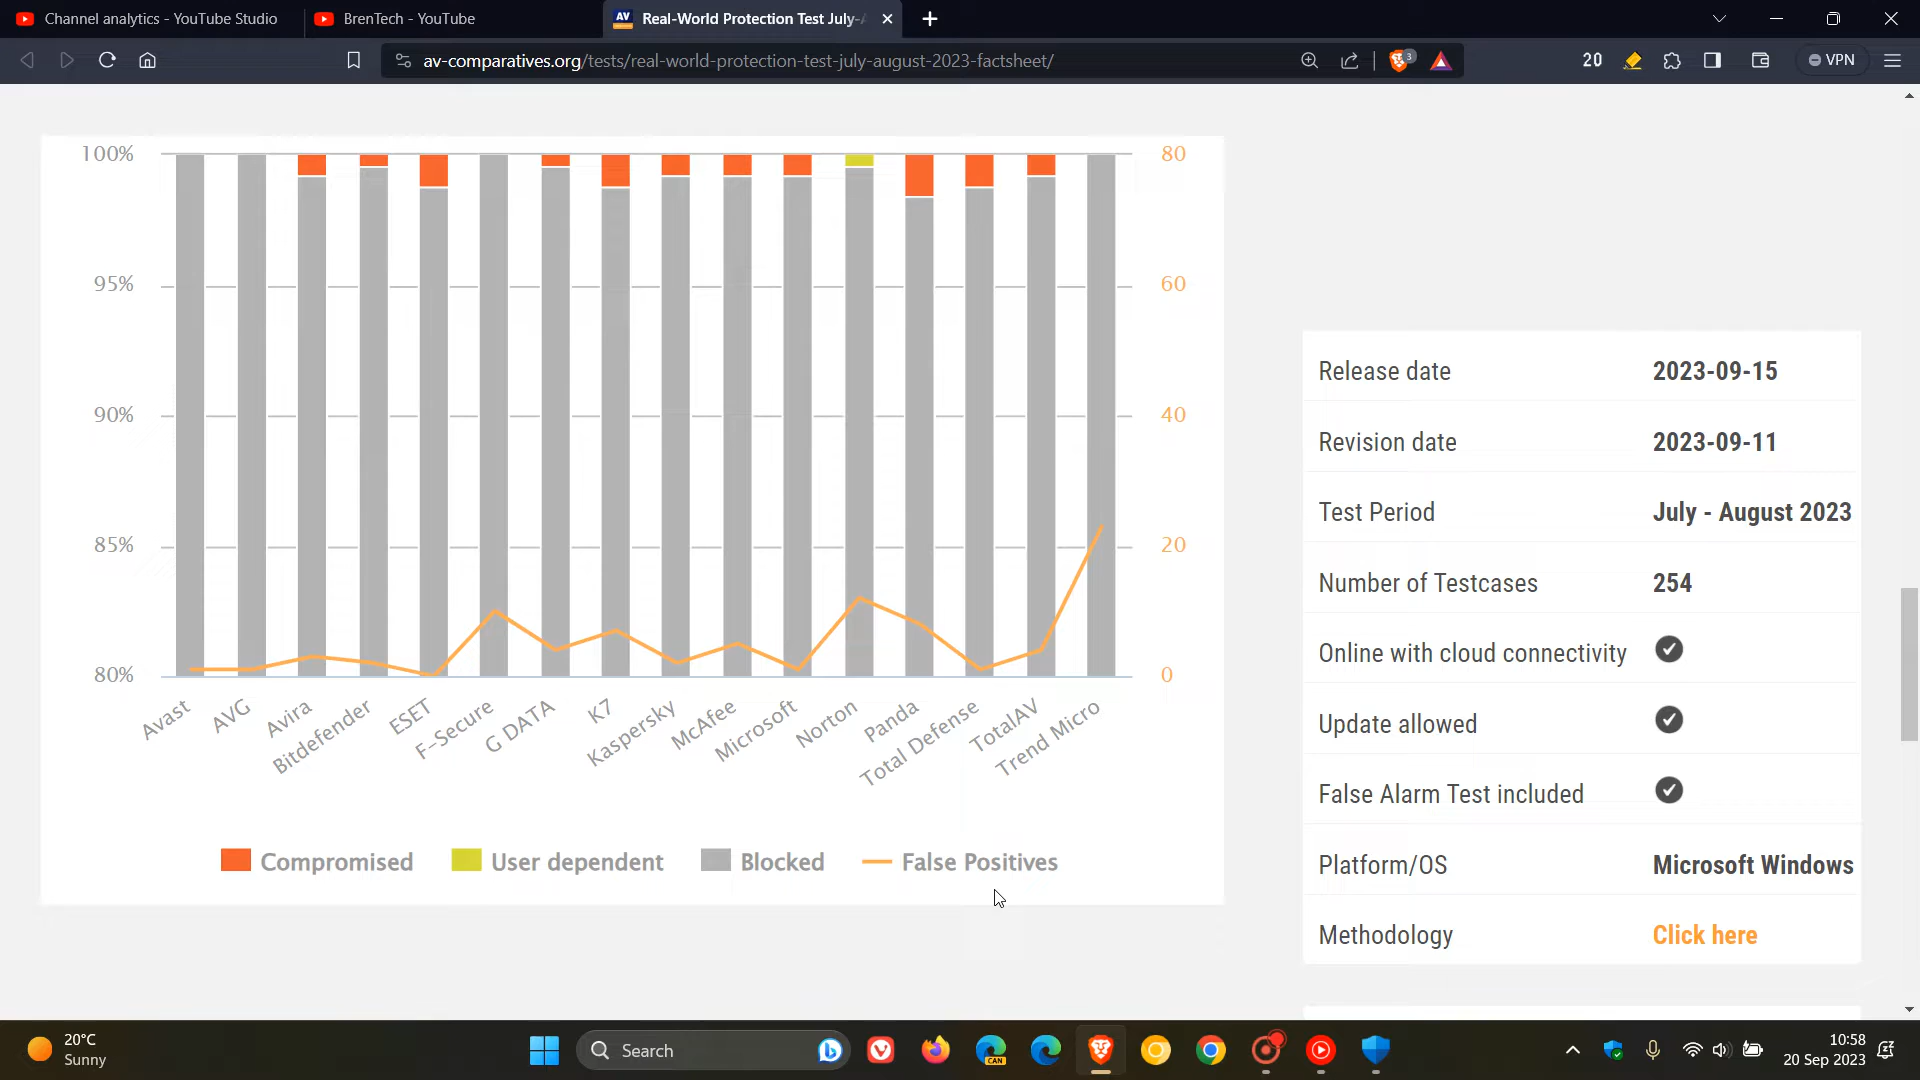 Channel analytics - YouTube Studio
BrenTech - YouTube
AV
Real-World Protection Test July-A
av-comparatives.org/tests/real-world-protection-test-july-august-2023-factsheet/
3
20
VPN
100%
95%
90%
85%
80%
80
60
40
20
0
Avast
AVG
Avira
Bitdefender
ESET
F-Secure
G DATA
K7
Kaspersky
McAfee
Microsoft
Norton
Panda
Total Defense
TotalAV
Trend Micro
Compromised
User dependent
Blocked
False Positives
Release date 2023-09-15
Revision date 2023-09-11
Test Period July - August 2023
Number of Testcases 254
Online with cloud connectivity
Update allowed
False Alarm Test included
Platform/OS Microsoft Windows
Methodology Click here
20°C
Sunny
Search
CAN
10:58
20 Sep 2023